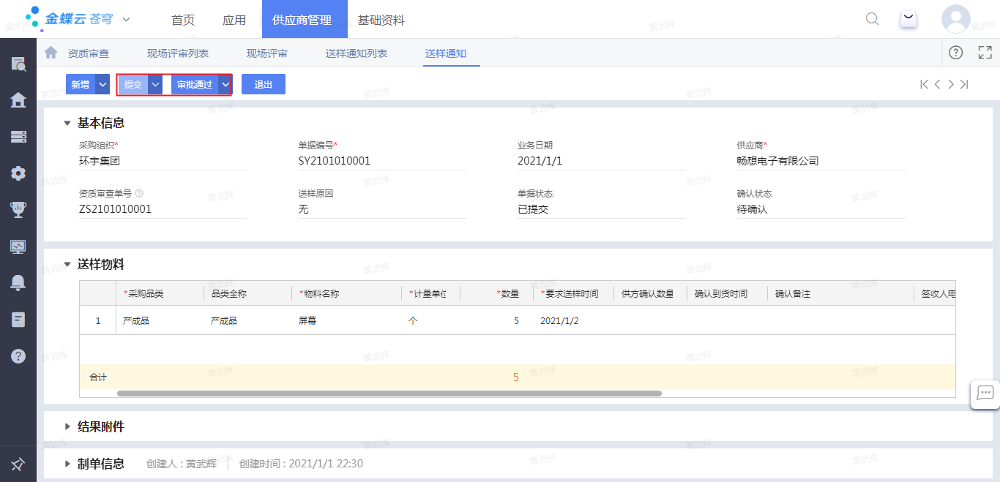 金蝶云 苍穹 首页 应用 供应商管理 基础资料
资质审查 现场评审列表 现场评审 送样通知列表 送样通知
新增 提交 审批通过 退出
基本信息
采购组织* 单据编号* 业务日期 供应商*
环宇集团 SY2101010001 2021/1/1 畅想电子有限公司
资质审查单号 送样原因 单据状态 确认状态
ZS2101010001 无 已提交 待确认
送样物料
*采购品类 品类全称 *物料名称 *计量单位 *数量 *要求送样时间 供方确认数量 确认到货时间 确认备注 签收人电
1 产成品 产成品 屏幕 个 5 2021/1/2
合计 5
结果附件
制单信息 创建人 : 黄武辉 创建时间 : 2021/1/1 22:30